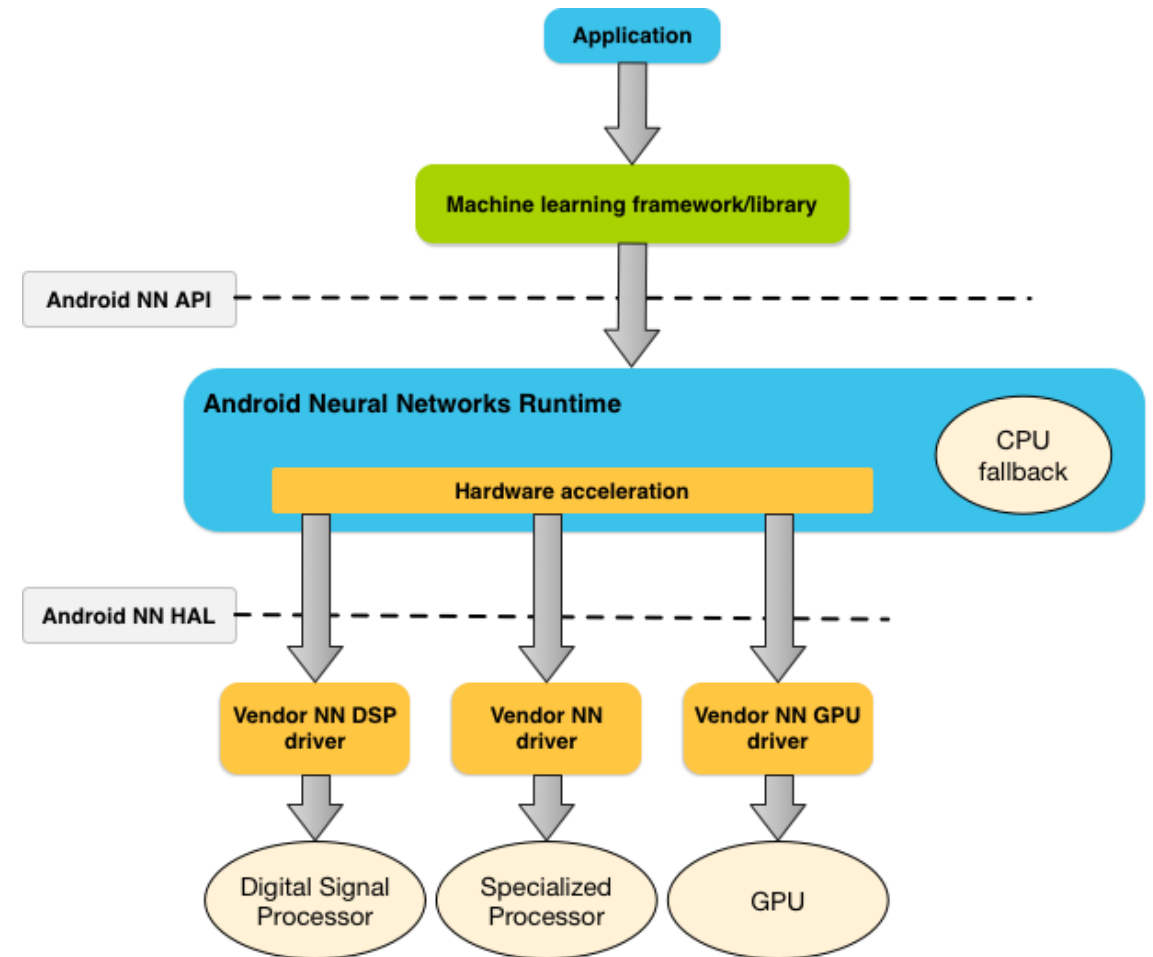 Application
Machine learning framework/library
Android NN API
Android Neural Networks Runtime
CPU
fallback
Hardware acceleration
Android NN HAL
Vendor NN DSP
driver
Vendor NN
driver
Vendor NN GPU
driver
Digital Signal
Processor
Specialized
Processor
GPU